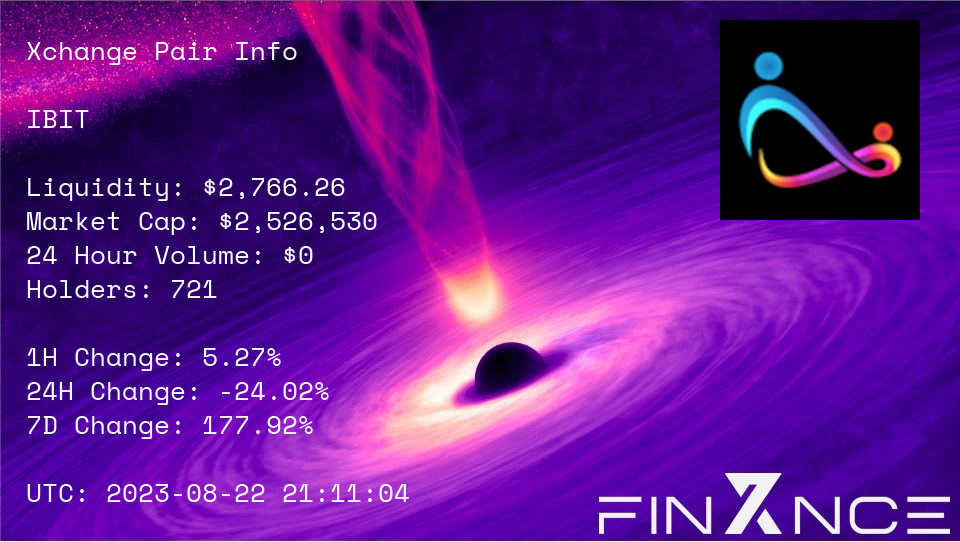 Xchange Pair Info
IBIT
Liquidity: $2,766.26
Market Cap: $2,526,530
24 Hour Volume: $0
Holders: 721
1H Change: 5.27%
24H Change: -24.02%
7D Change: 177.92%
UTC: 2023-08-22 21:11:04
FINXNCE